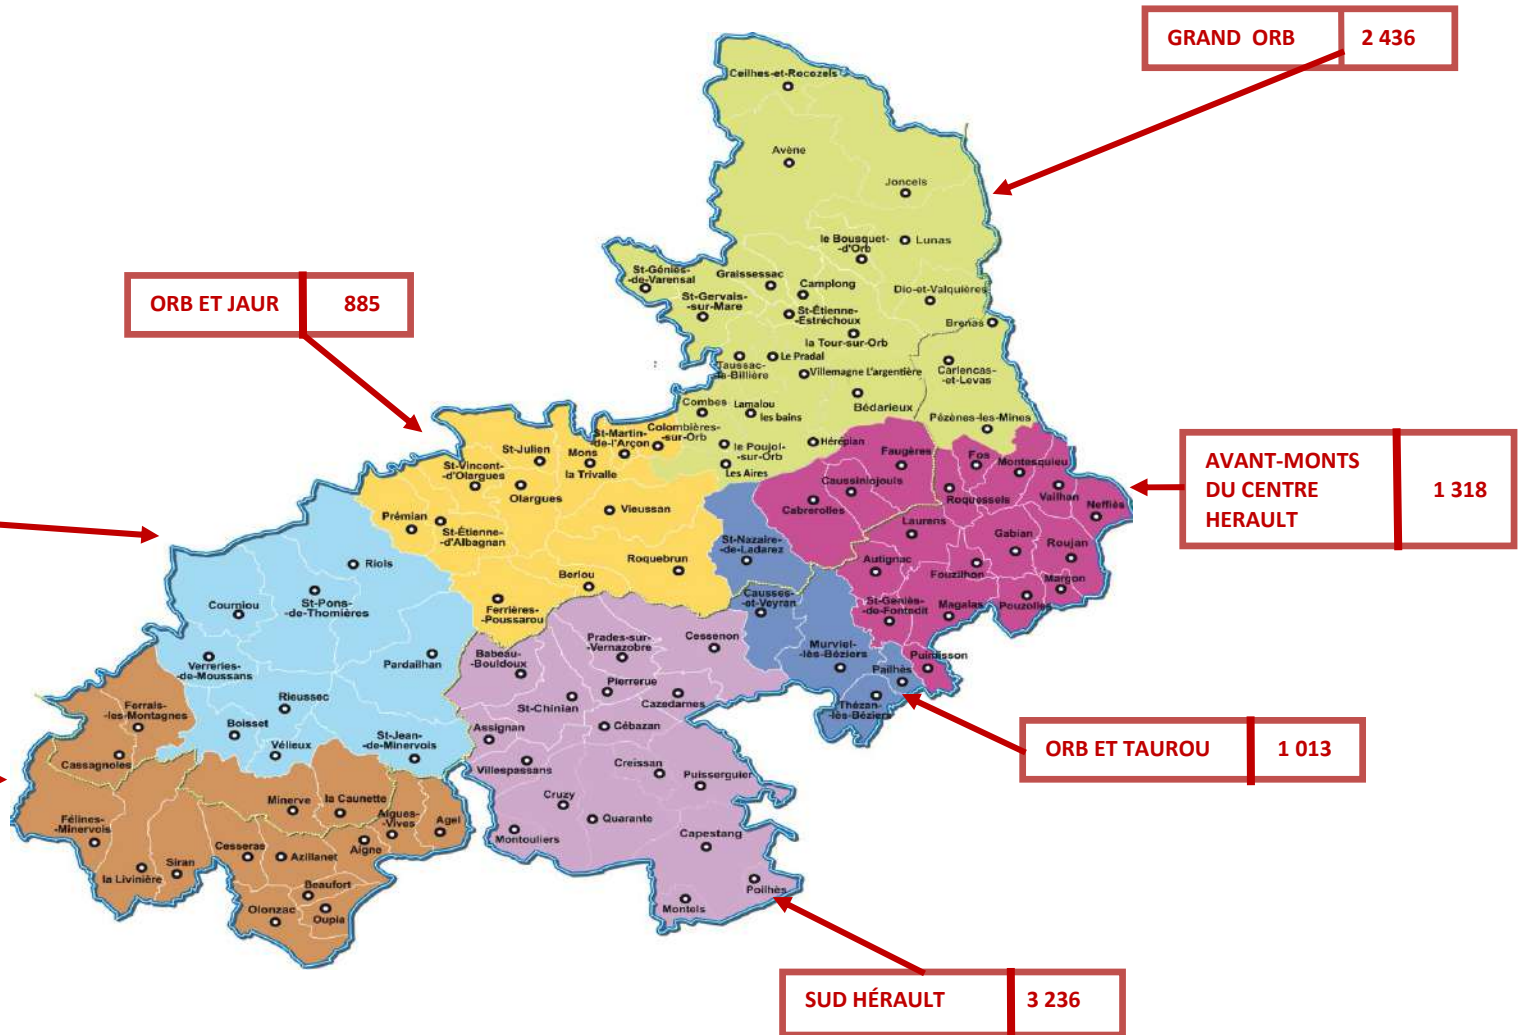 GRAND ORB 2 436
Ceilhes-et-Rocozels
Avène
Joncels
le Bousquet-
-d'Orb
Lunas
St-Géniès-
-de-Varensal
Graissessac
Camplong
Dio-et-Valquières
St-Gervais-
-sur-Mare
St-Étienne-
-Estréchoux
Brenas
la Tour-sur-Orb
Taussac-
-la-Billière
Le Pradal
Villemagne L'argentière
Carlencas-
-et-Levas
Combes
Lamalou
les bains
Bédarieux
Pézènes-les-Mines
Colombières-
-sur-Orb
le Poujol-
-sur-Orb
Hérépian
Les Aires
ORB ET JAUR 885
St-Martin-
-de-l'Arçon
St-Julien
Mons
la Trivalle
St-Vincent-
-d'Olargues
Olargues
Vieussan
Prémian
St-Étienne-
-d'Albagnan
Roquebrun
Berlou
Ferrières-
-Poussarou
AVANT-MONTS
DU CENTRE
HERAULT
1 318
Faugères
Fos
Montesquieu
Caussiniojouls
Cabrerolles
Roquessels
Vailhan
Neffiès
Laurens
Gabian
Roujan
Autignac
Fouzilhon
Margon
St-Geniès-
-de-Fontedit
Magalas
Pouzolles
Puimisson
St-Nazaire-
-de-Ladarez
Causses-
-et-Veyran
Murviel-
-lès-Béziers
Pailhès
Thézan-
-lès-Béziers
ORB ET TAUROU 1 013
Riols
St-Pons-
-de-Thomières
Courniou
Verreries-
-de-Moussans
Pardailhan
Rieussec
Boisset
Vélieux
St-Jean-
-de-Minervois
Prades-sur-
-Vernazobre
Cessenon
Babeau-
-Bouldoux
Pierrerue
St-Chinian
Cazedarnes
Cébazan
Assignan
Villespassans
Creissan
Puisserguier
Cruzy
Quarante
Montouliers
Capestang
Poilhès
Montels
SUD HÉRAULT 3 236
Ferrals-
-les-Montagnes
Cassagnoles
Minerve
la Caunette
Aigues-
-Vives
Agel
Félines-
-Minervois
Cesseras
Azillanet
Aigne
la Livinière
Siran
Beaufort
Olonzac
Oupia